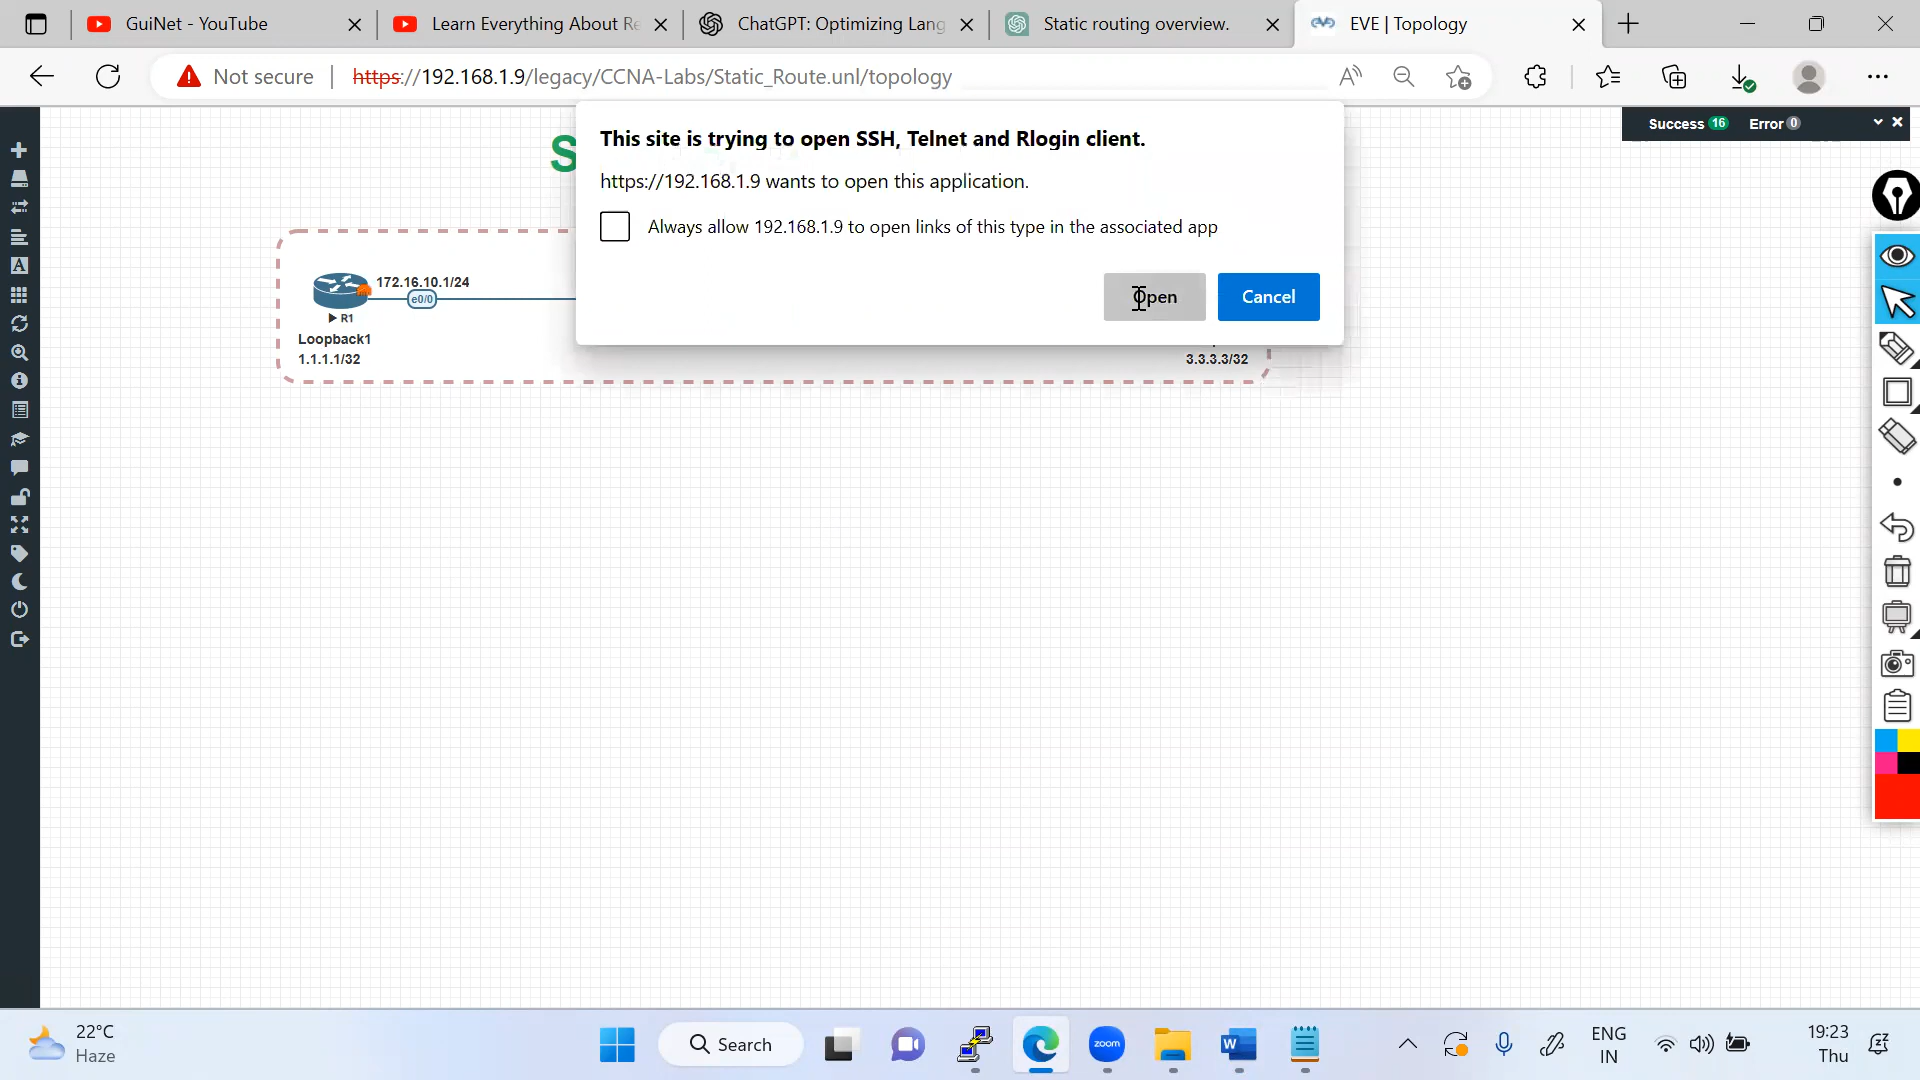 GuiNet - YouTube
Learn Everything About Re
ChatGPT: Optimizing Lang
Static routing overview.
EVE | Topology
Not secure
https://192.168.1.9/legacy/CCNA-Labs/Static_Route.unl/topology
Success 16 Error 0
S
This site is trying to open SSH, Telnet and Rlogin client.
https://192.168.1.9 wants to open this application.
Always allow 192.168.1.9 to open links of this type in the associated app
Open
Cancel
172.16.10.1/24
e0/0
R1
Loopback1
1.1.1.1/32
3.3.3.3/32
22°C
Haze
Search
zoom
ENG
IN
19:23
Thu